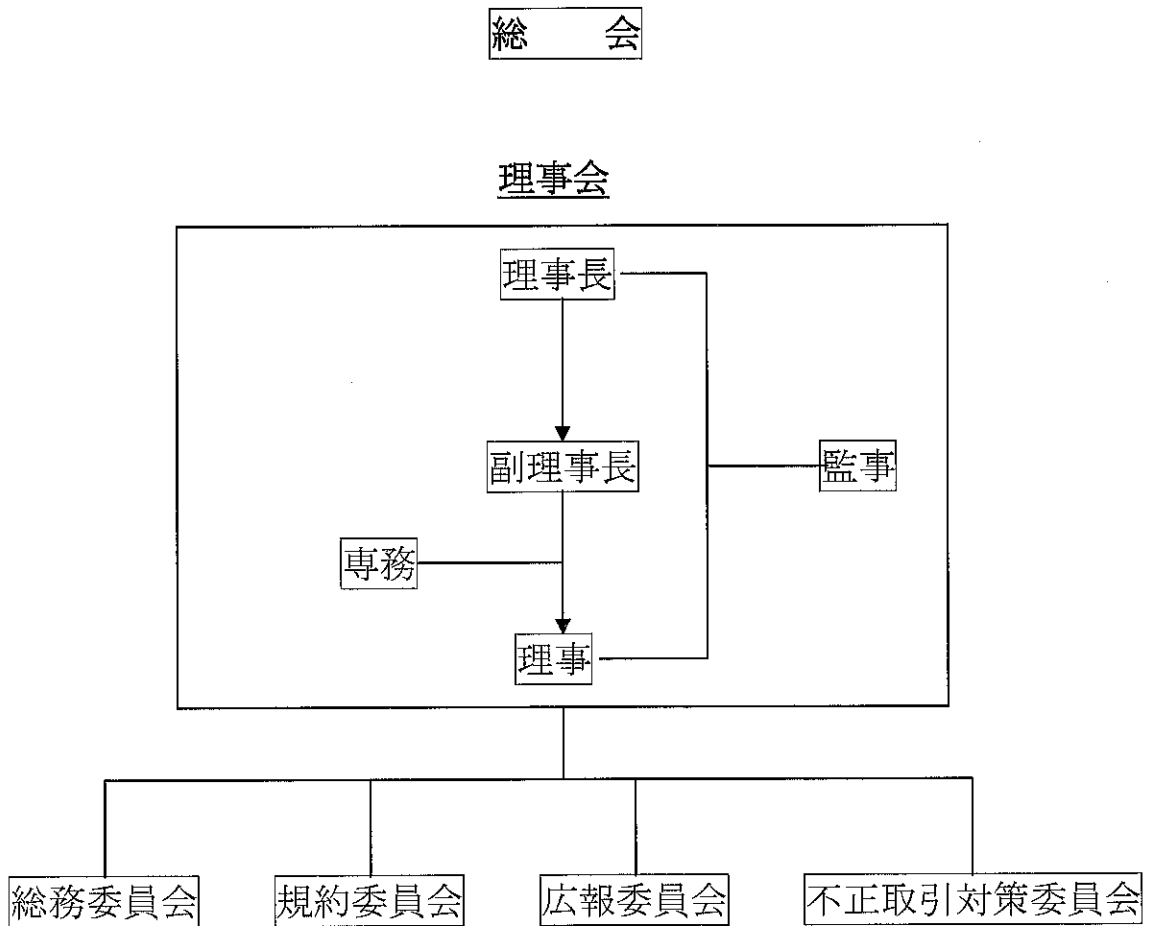 総　　会
理事会
理事長
副理事長
監事
専務
理事
総務委員会
規約委員会
広報委員会
不正取引対策委員会